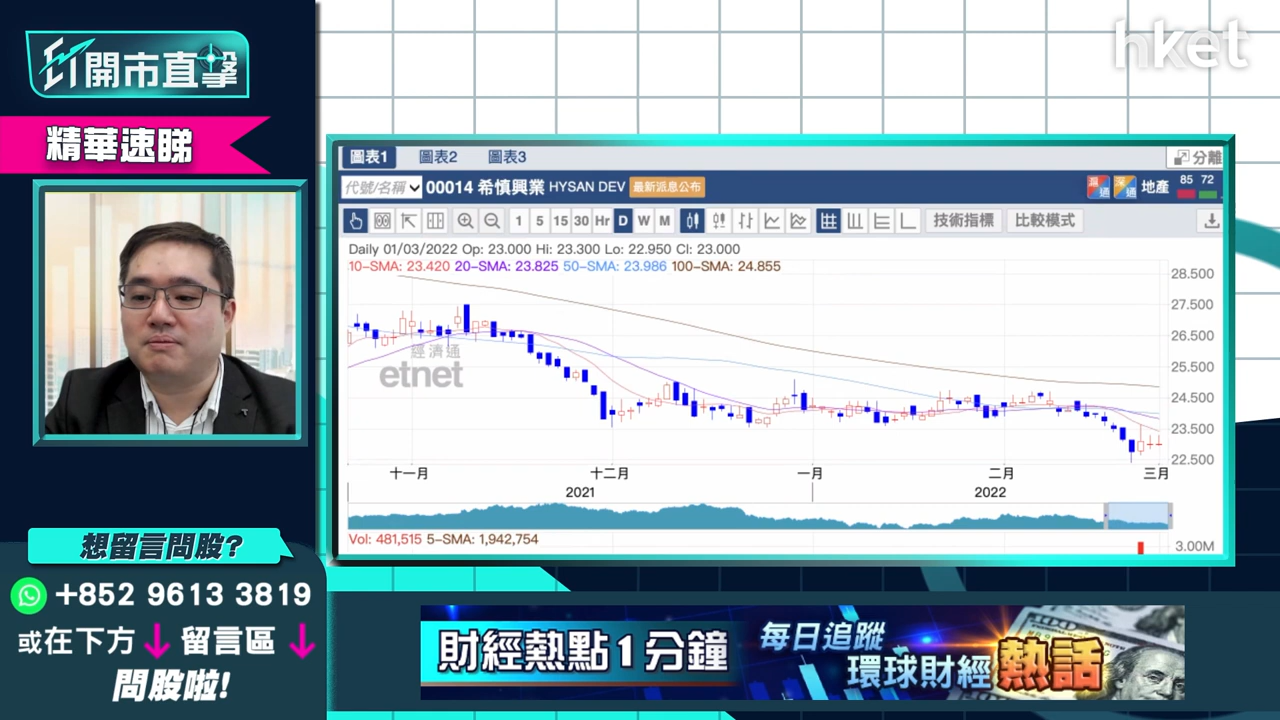 hket
ET開市直擊
精華速睇
圖表1 圖表2 圖表3 分離
代號/名稱 00014 希慎興業 HYSAN DEV 最新派息公布 滬通 深通 地產 85 72
1 5 15 30 Hr D W M 技術指標 比較模式
Daily 01/03/2022 Op: 23.000 Hi: 23.300 Lo: 22.950 Cl: 23.000
10-SMA: 23.420 20-SMA: 23.825 50-SMA: 23.986 100-SMA: 24.855
28.500
27.500
26.500
25.500
24.500
23.500
22.500
經濟通
etnet
十一月 十二月 一月 二月 三月
2021 2022
Vol: 481,515 5-SMA: 1,942,754
3.00M
想留言問股?
+852 9613 3819
或在下方 留言區
問股啦!
財經熱點1分鐘
每日追蹤
環球財經熱話